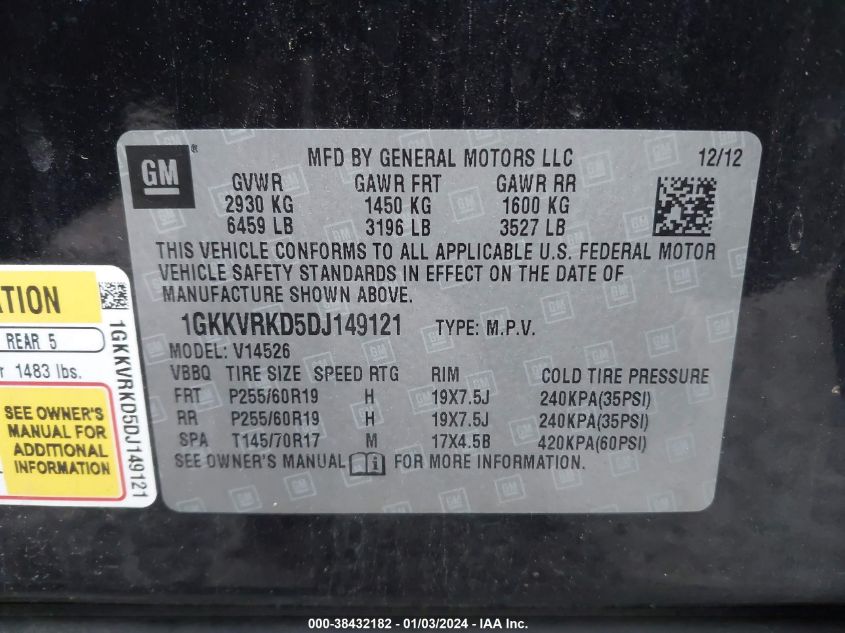 GM ®
MFD BY GENERAL MOTORS LLC 12/12
GVWR GAWR FRT GAWR RR
2930 KG 1450 KG 1600 KG
6459 LB 3196 LB 3527 LB
THIS VEHICLE CONFORMS TO ALL APPLICABLE U.S. FEDERAL MOTOR
VEHICLE SAFETY STANDARDS IN EFFECT ON THE DATE OF
MANUFACTURE SHOWN ABOVE.
1GKKVRKD5DJ149121 TYPE: M.P.V.
MODEL: V14526
VBBQ TIRE SIZE SPEED RTG RIM COLD TIRE PRESSURE
FRT P255/60R19 H 19X7.5J 240KPA(35PSI)
RR P255/60R19 H 19X7.5J 240KPA(35PSI)
SPA T145/70R17 M 17X4.5B 420KPA(60PSI)
SEE OWNER'S MANUAL FOR MORE INFORMATION.
REAR 5
1483 lbs.
SEE OWNER'S
MANUAL FOR
ADDITIONAL
INFORMATION
1GKKVRKD5DJ149121
000-38432182 - 01/03/2024 - IAA Inc.